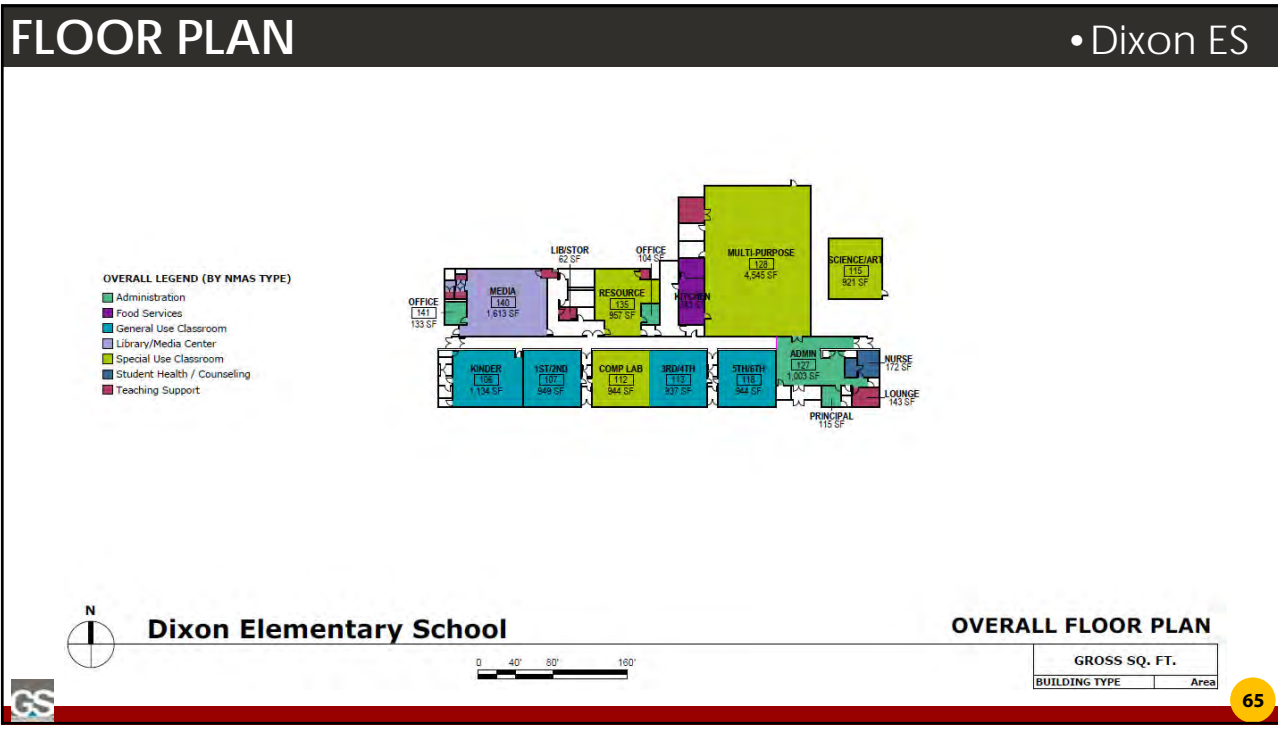 FLOOR PLAN
• Dixon ES
OVERALL LEGEND (BY NMAS TYPE)
Administration
Food Services
General Use Classroom
Library/Media Center
Special Use Classroom
Student Health / Counseling
Teaching Support
LIB/STOR
62 SF
OFFICE
104 SF
MULTI-PURPOSE
128
4,545 SF
SCIENCE/ART
115
921 SF
OFFICE
141
133 SF
MEDIA
140
1,613 SF
RESOURCE
135
957 SF
KITCHEN
KINDER
106
1,134 SF
1ST/2ND
107
949 SF
COMP LAB
112
944 SF
3RD/4TH
113
937 SF
5TH/6TH
118
944 SF
ADMIN
127
1,003 SF
NURSE
172 SF
LOUNGE
143 SF
PRINCIPAL
115 SF
N
Dixon Elementary School
OVERALL FLOOR PLAN
0 40' 80' 160'
GROSS SQ. FT.
BUILDING TYPE Area
GS
65